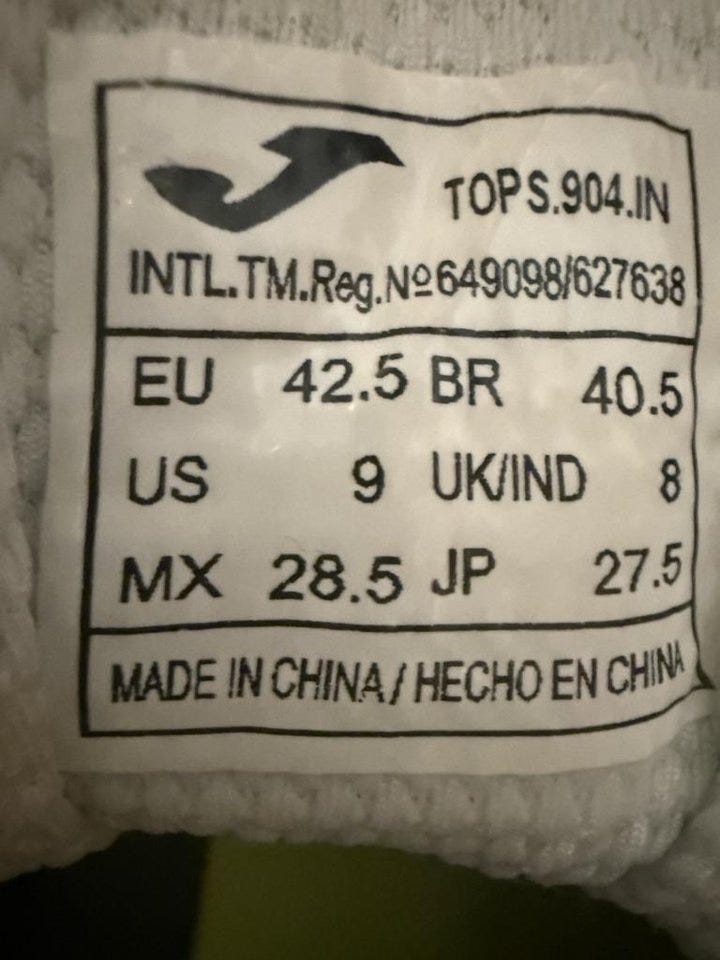 TOPS.904.IN
INTL.TM.Reg.Nº649098/627638
EU 42.5 BR 40.5
US 9 UK/IND 8
MX 28.5 JP 27.5
MADE IN CHINA / HECHO EN CHINA